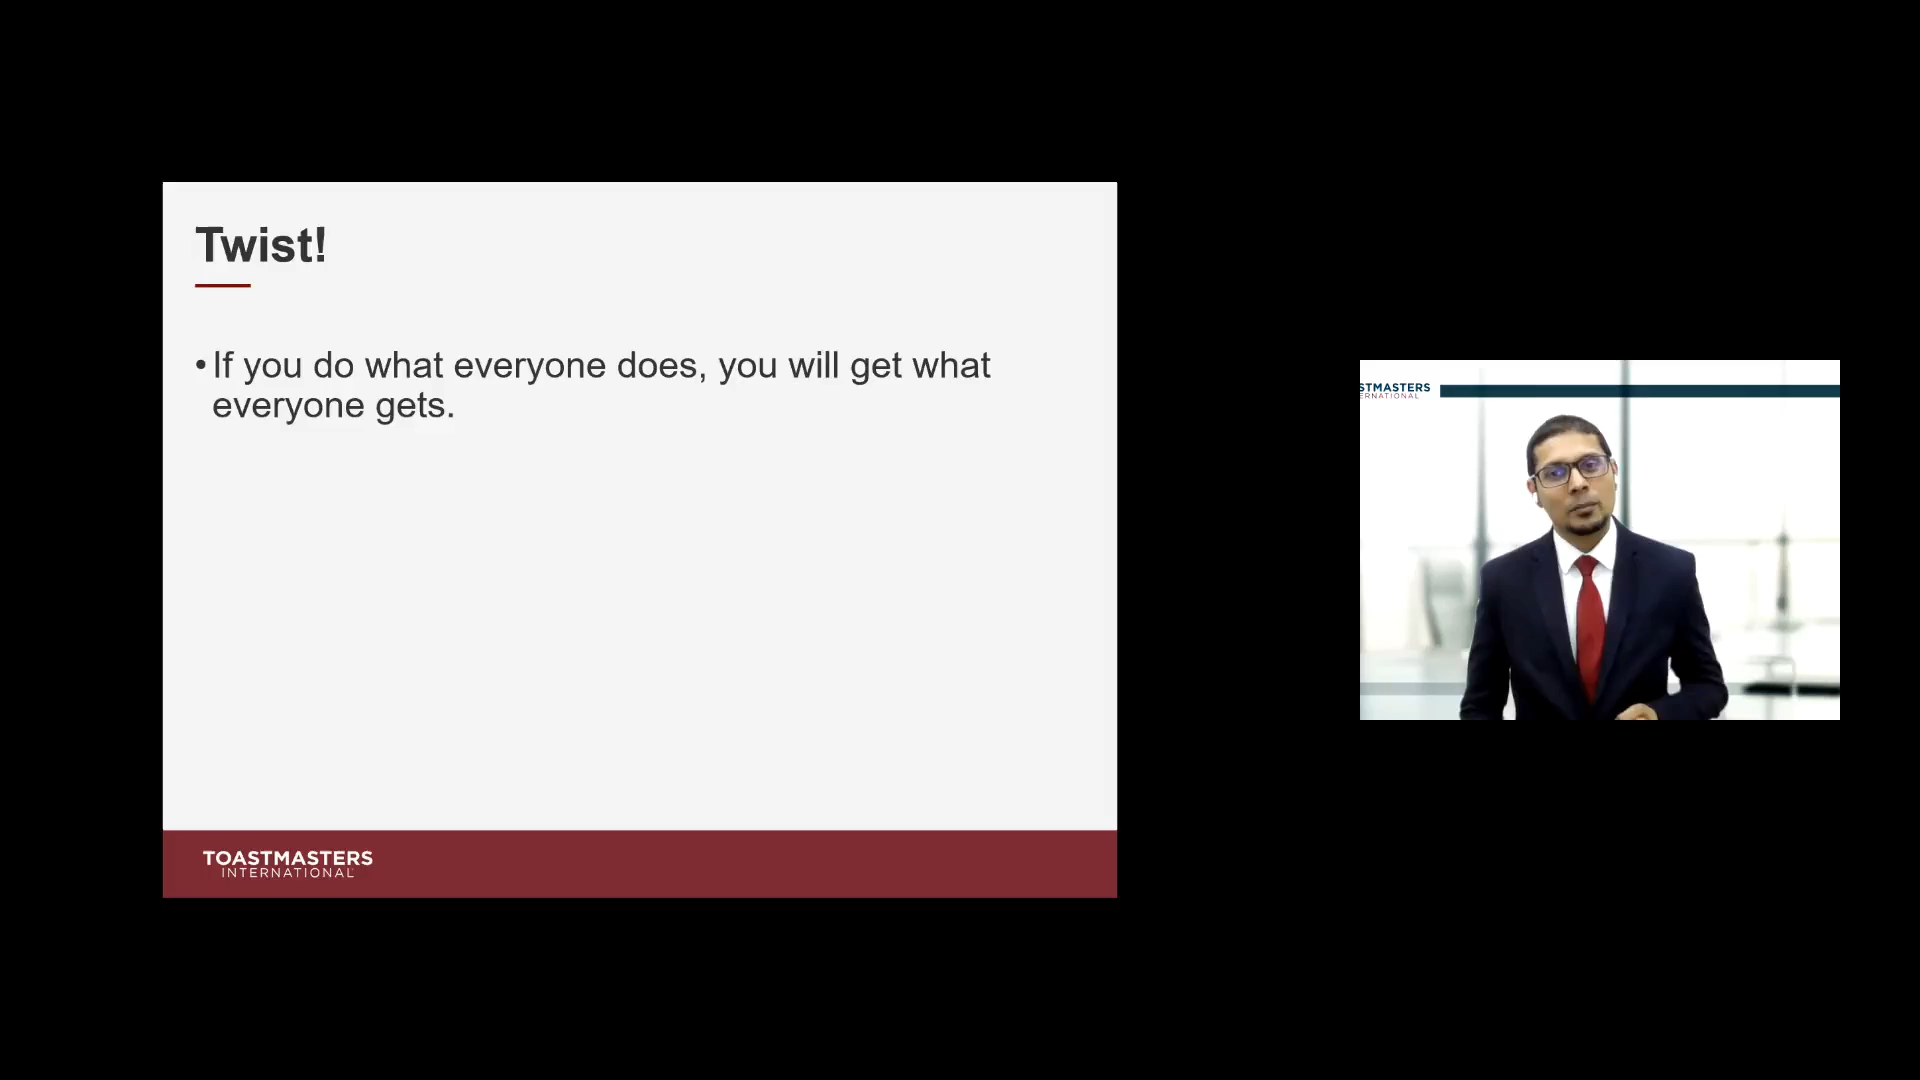 Twist!
• If you do what everyone does, you will get what
everyone gets.
TOASTMASTERS
INTERNATIONAL
STMASTERS
ERNATIONAL